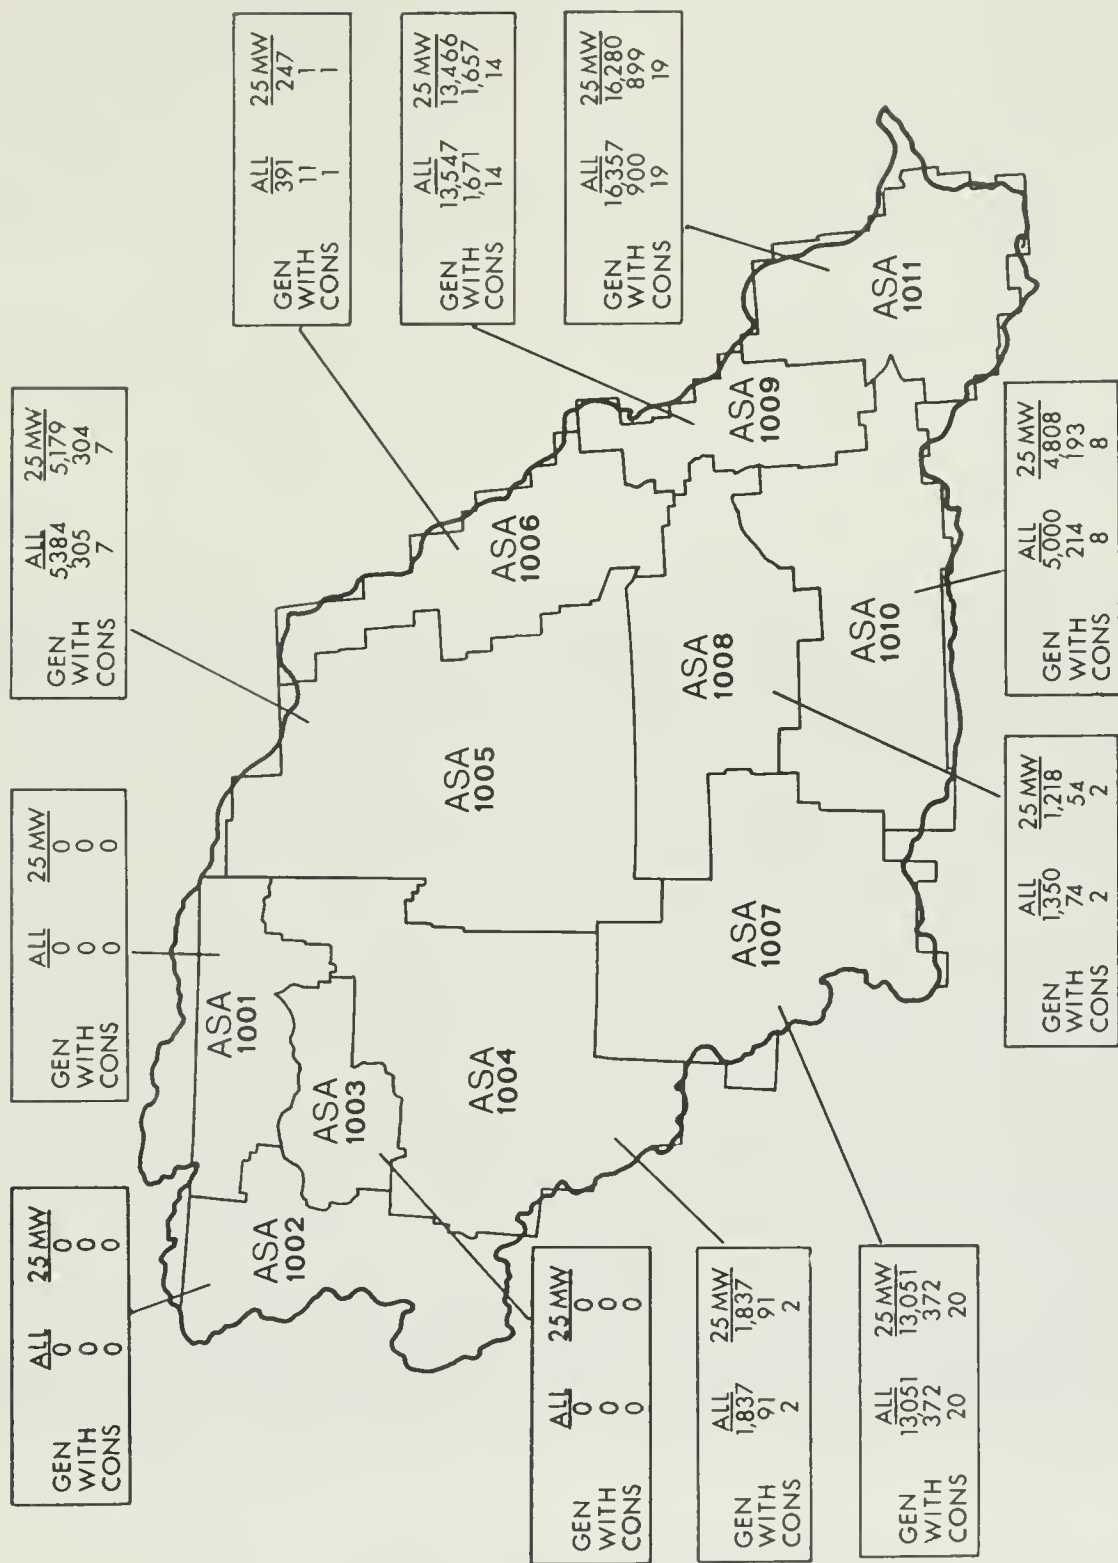 ALL 25 MW
GEN 0 0
WITH 0 0
CONS 0 0
ALL 25 MW
GEN 0 0
WITH 0 0
CONS 0 0
ALL 25 MW
GEN 5,384 5,179
WITH 305 304
CONS 7 7
ALL 25 MW
GEN 391 247
WITH 11 1
CONS 1 1
ALL 25 MW
GEN 13,547 13,466
WITH 1,671 1,657
CONS 14 14
ALL 25 MW
GEN 16,357 16,280
WITH 900 899
CONS 19 19
ASA
1002
ASA
1001
ASA
1003
ASA
1004
ASA
1005
ASA
1006
ASA
1007
ASA
1008
ASA
1009
ASA
1010
ASA
1011
ALL 25 MW
GEN 0 0
WITH 0 0
CONS 0 0
ALL 25 MW
GEN 1,837 1,837
WITH 91 91
CONS 2 2
ALL 25 MW
GEN 13,051 13,051
WITH 372 372
CONS 20 20
ALL 25 MW
GEN 1,350 1,218
WITH 74 54
CONS 2 2
ALL 25 MW
GEN 5,000 4,808
WITH 214 193
CONS 8 8